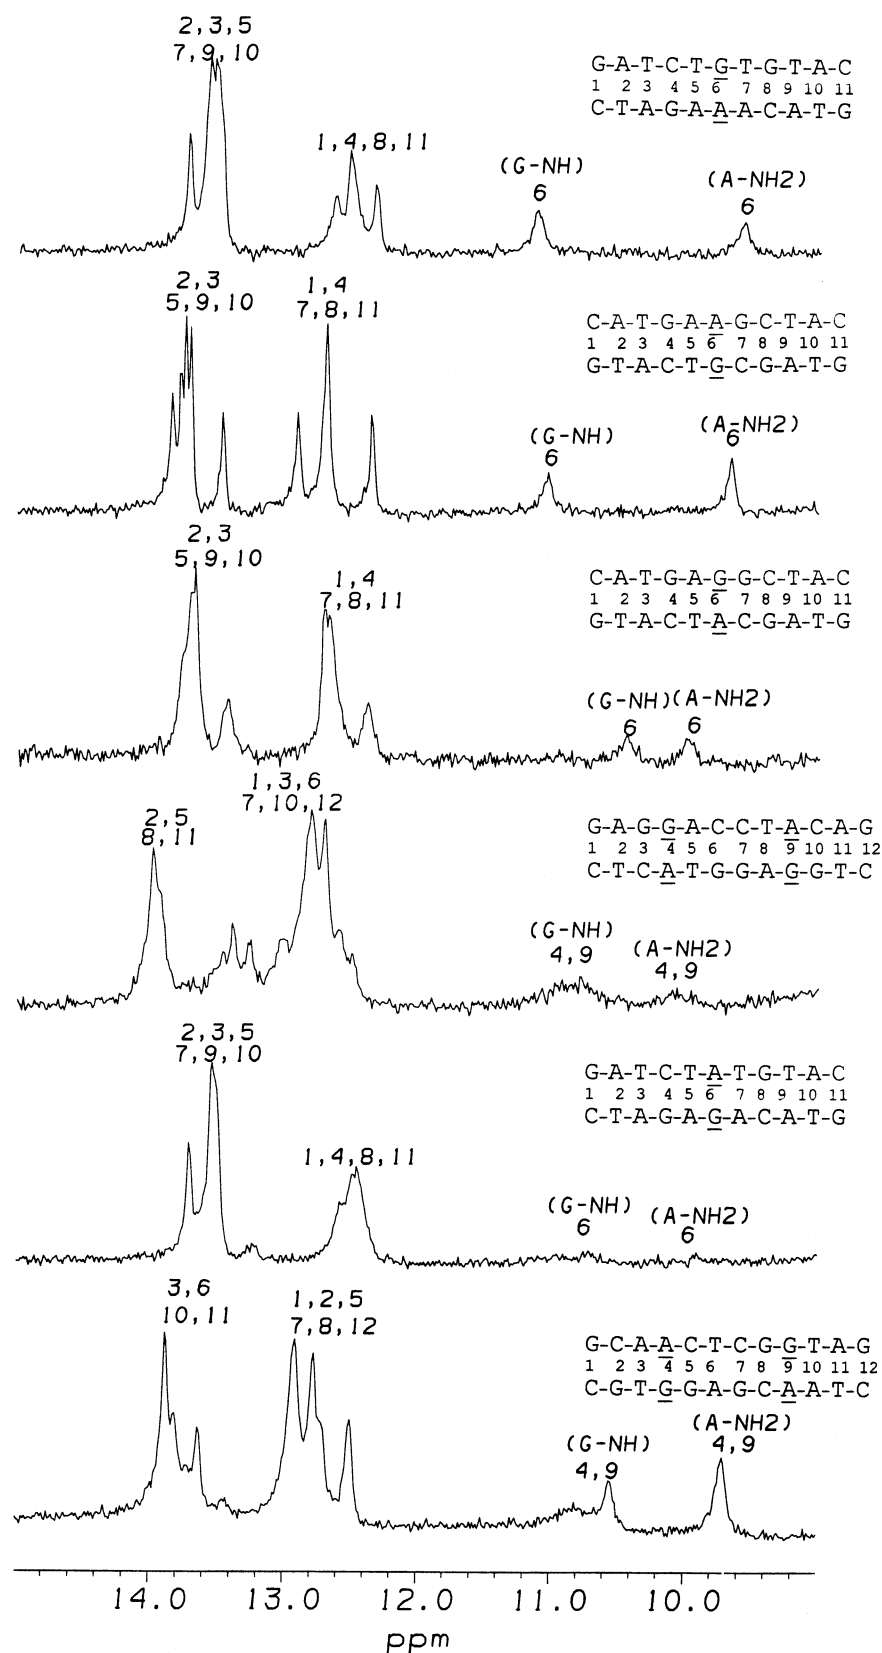 2,3,5
7,9,10
1,4,8,11
(G-NH)
6
(A-NH2)
6
G-A-T-C-T-G-T-G-T-A-C
1 2 3 4 5 6 7 8 9 10 11
C-T-A-G-A-A-A-C-A-T-G
2,3
5,9,10
1,4
7,8,11
(G-NH)
6
(A-NH2)
6
C-A-T-G-A-A-G-C-T-A-C
1 2 3 4 5 6 7 8 9 10 11
G-T-A-C-T-G-C-G-A-T-G
2,3
5,9,10
1,4
7,8,11
(G-NH)
6
(A-NH2)
6
C-A-T-G-A-G-G-C-T-A-C
1 2 3 4 5 6 7 8 9 10 11
G-T-A-C-T-A-C-G-A-T-G
2,5
8,11
1,3,6
7,10,12
(G-NH)
4,9
(A-NH2)
4,9
G-A-G-G-A-C-C-T-A-C-A-G
1 2 3 4 5 6 7 8 9 10 11 12
C-T-C-A-T-G-G-A-G-G-T-C
2,3,5
7,9,10
1,4,8,11
(G-NH)
6
(A-NH2)
6
G-A-T-C-T-A-T-G-T-A-C
1 2 3 4 5 6 7 8 9 10 11
C-T-A-G-A-G-A-C-A-T-G
3,6
10,11
1,2,5
7,8,12
(G-NH)
4,9
(A-NH2)
4,9
G-C-A-A-C-T-C-G-G-T-A-G
1 2 3 4 5 6 7 8 9 10 11 12
C-G-T-G-G-A-G-C-A-A-T-C
14.0 13.0 12.0 11.0 10.0
ppm